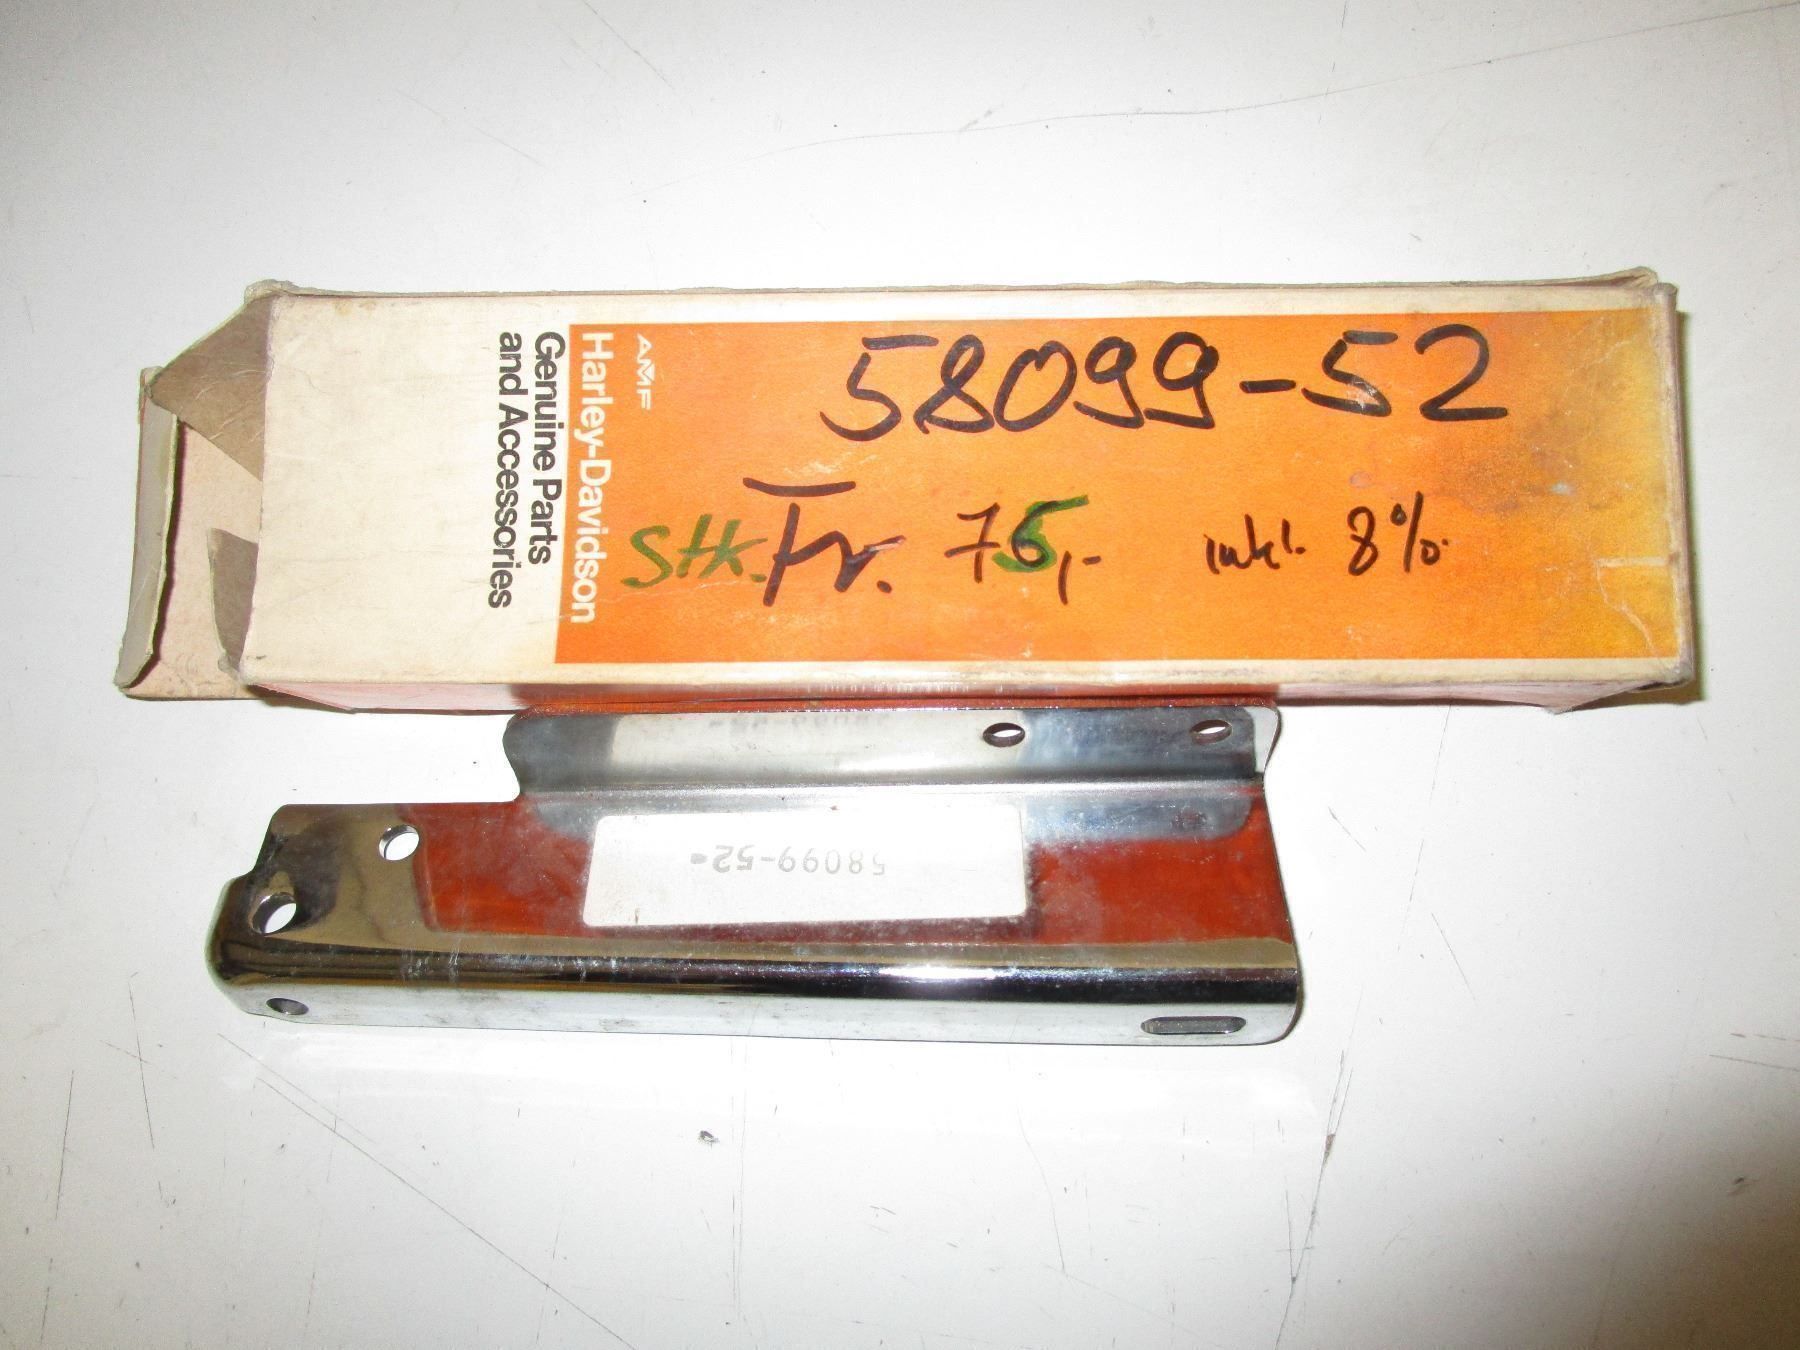 58099-52
Stk. Fr. 75,- inkl. 8%
AMF
Harley-Davidson
Genuine Parts
and Accessories
58099-52